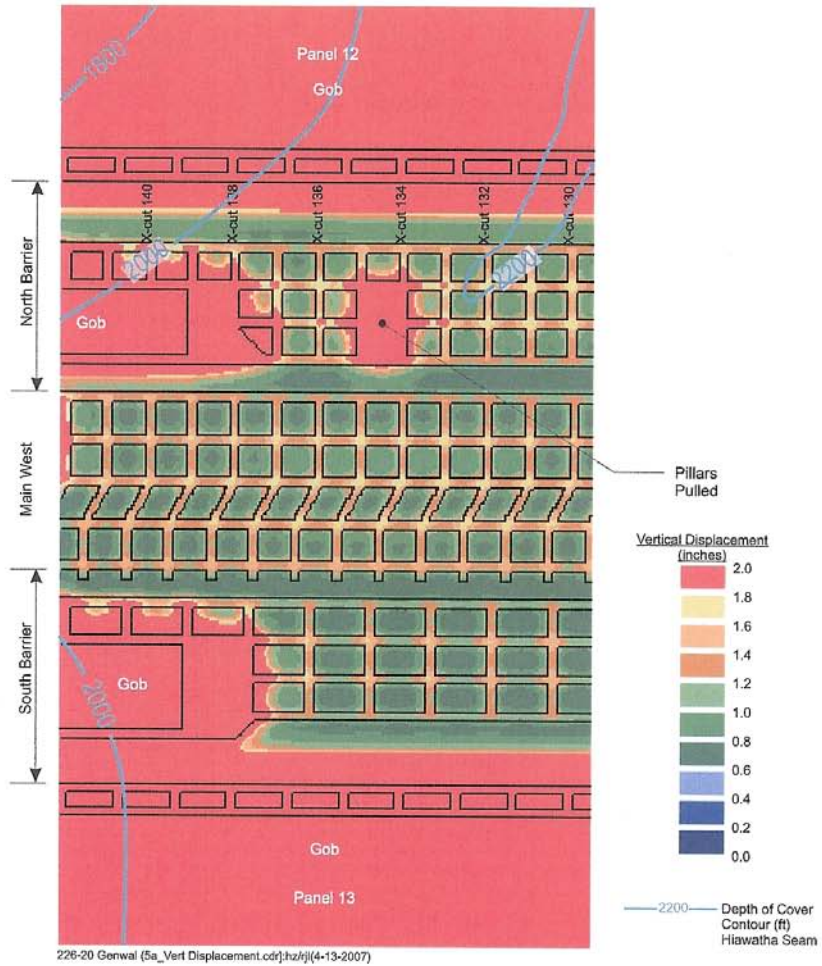 Panel 12
Gob
1800
X-cut 140
X-cut 138
X-cut 136
X-cut 134
X-cut 132
X-cut 130
2000
2200
North Barrier
Gob
Main West
Pillars
Pulled
South Barrier
Gob
2000
Gob
Panel 13
Vertical Displacement
(inches)
2.0
1.8
1.6
1.4
1.2
1.0
0.8
0.6
0.4
0.2
0.0
2200
Depth of Cover
Contour (ft)
Hiawatha Seam
226-20 Genwal (5a_Vert Displacement.cdr):hz/rjl(4-13-2007)